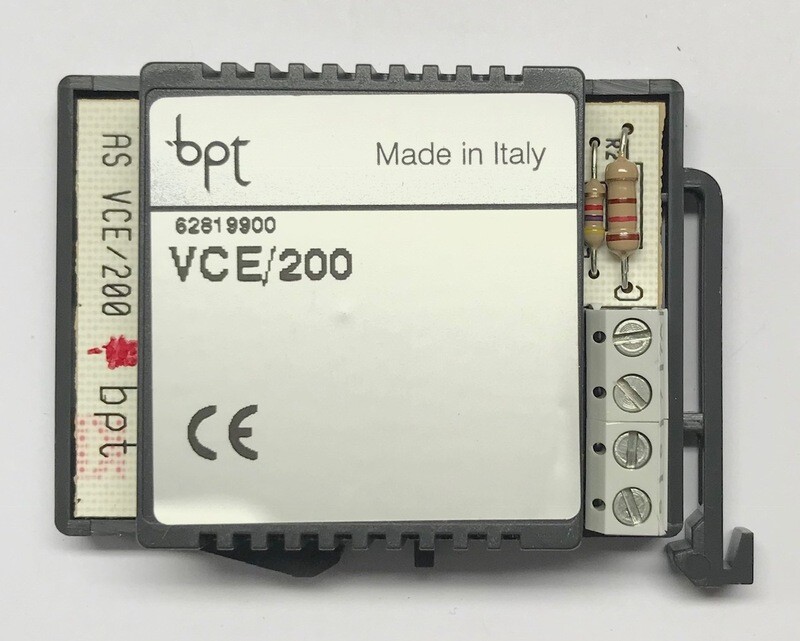 bpt
Made in Italy
62819900
VCE/200
CE
AS VCE/200
bpt